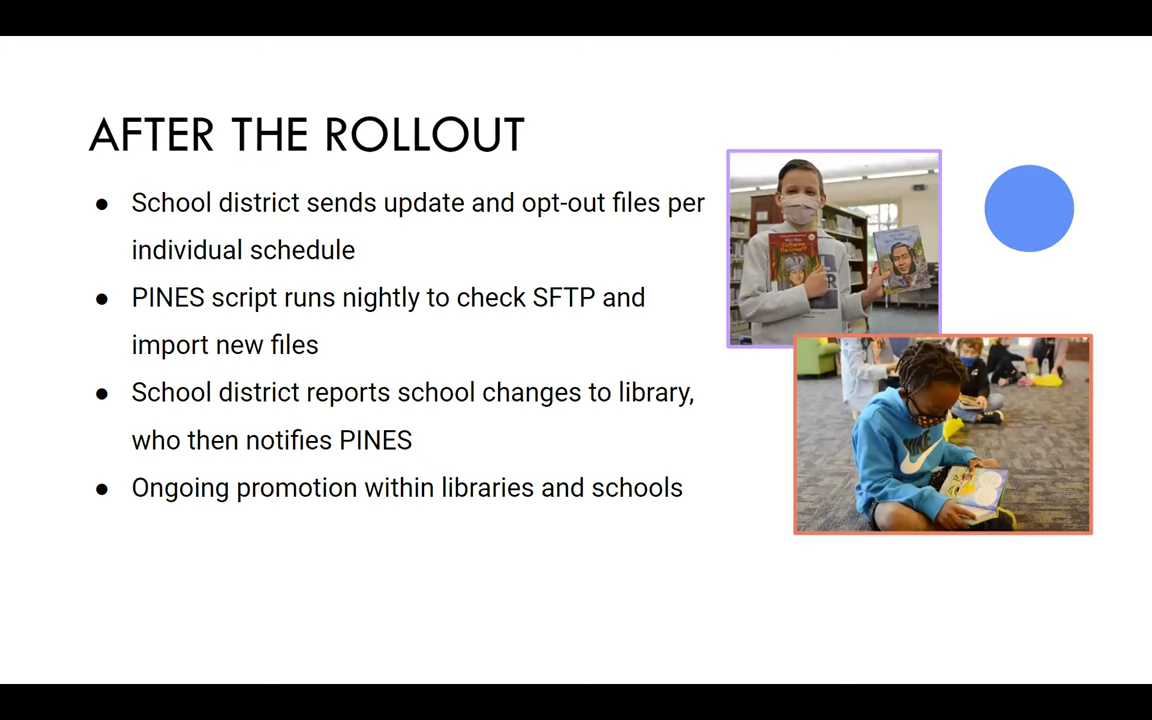 AFTER THE ROLLOUT
● School district sends update and opt-out files per
individual schedule
● PINES script runs nightly to check SFTP and
import new files
● School district reports school changes to library,
who then notifies PINES
● Ongoing promotion within libraries and schools
NIKE